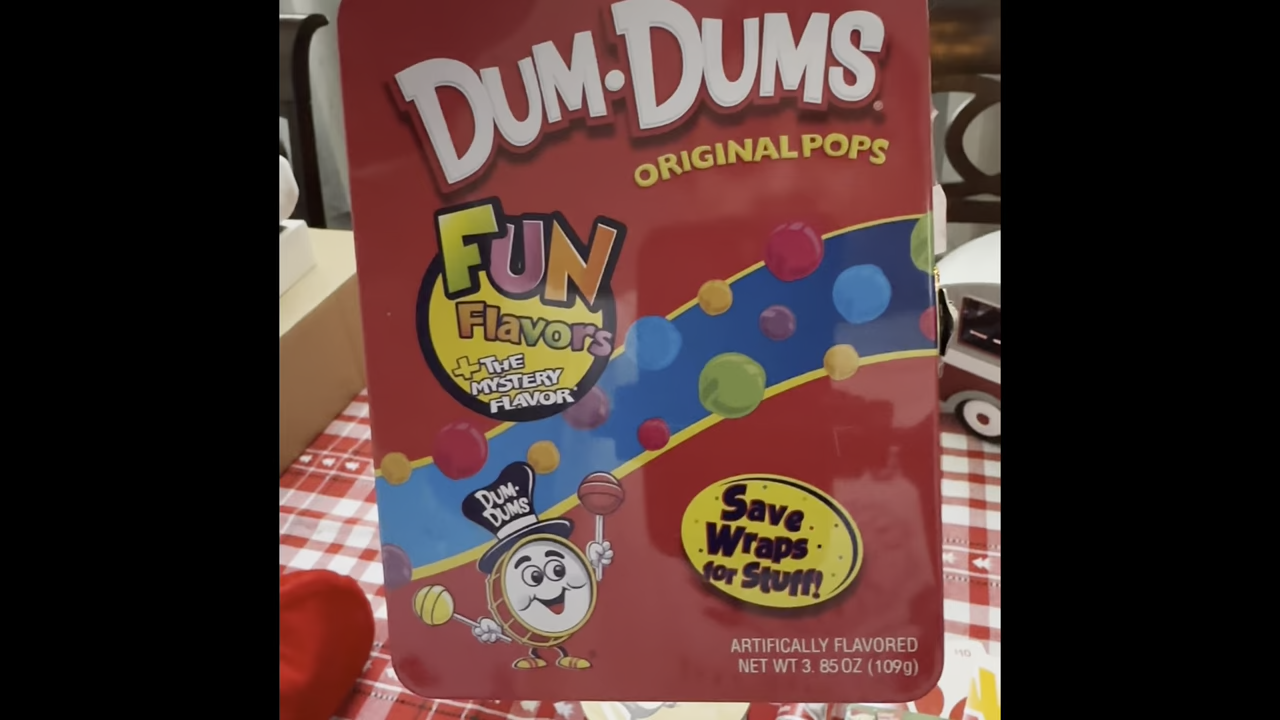 DUM·DUMS®
ORIGINAL POPS
FUN
Flavors
+ THE
MYSTERY
FLAVOR
DUM·
DUMS
Save
Wraps
for Stuff!
ARTIFICALLY FLAVORED
NET WT 3. 85 OZ (109g)
$10